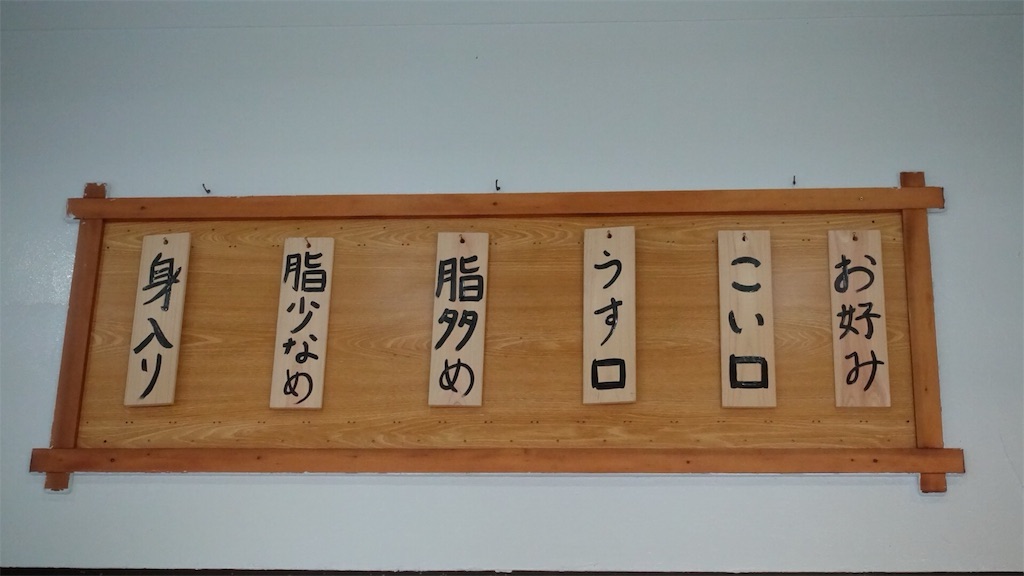 お好み
こい口
うす口
脂多め
脂少なめ
身入り